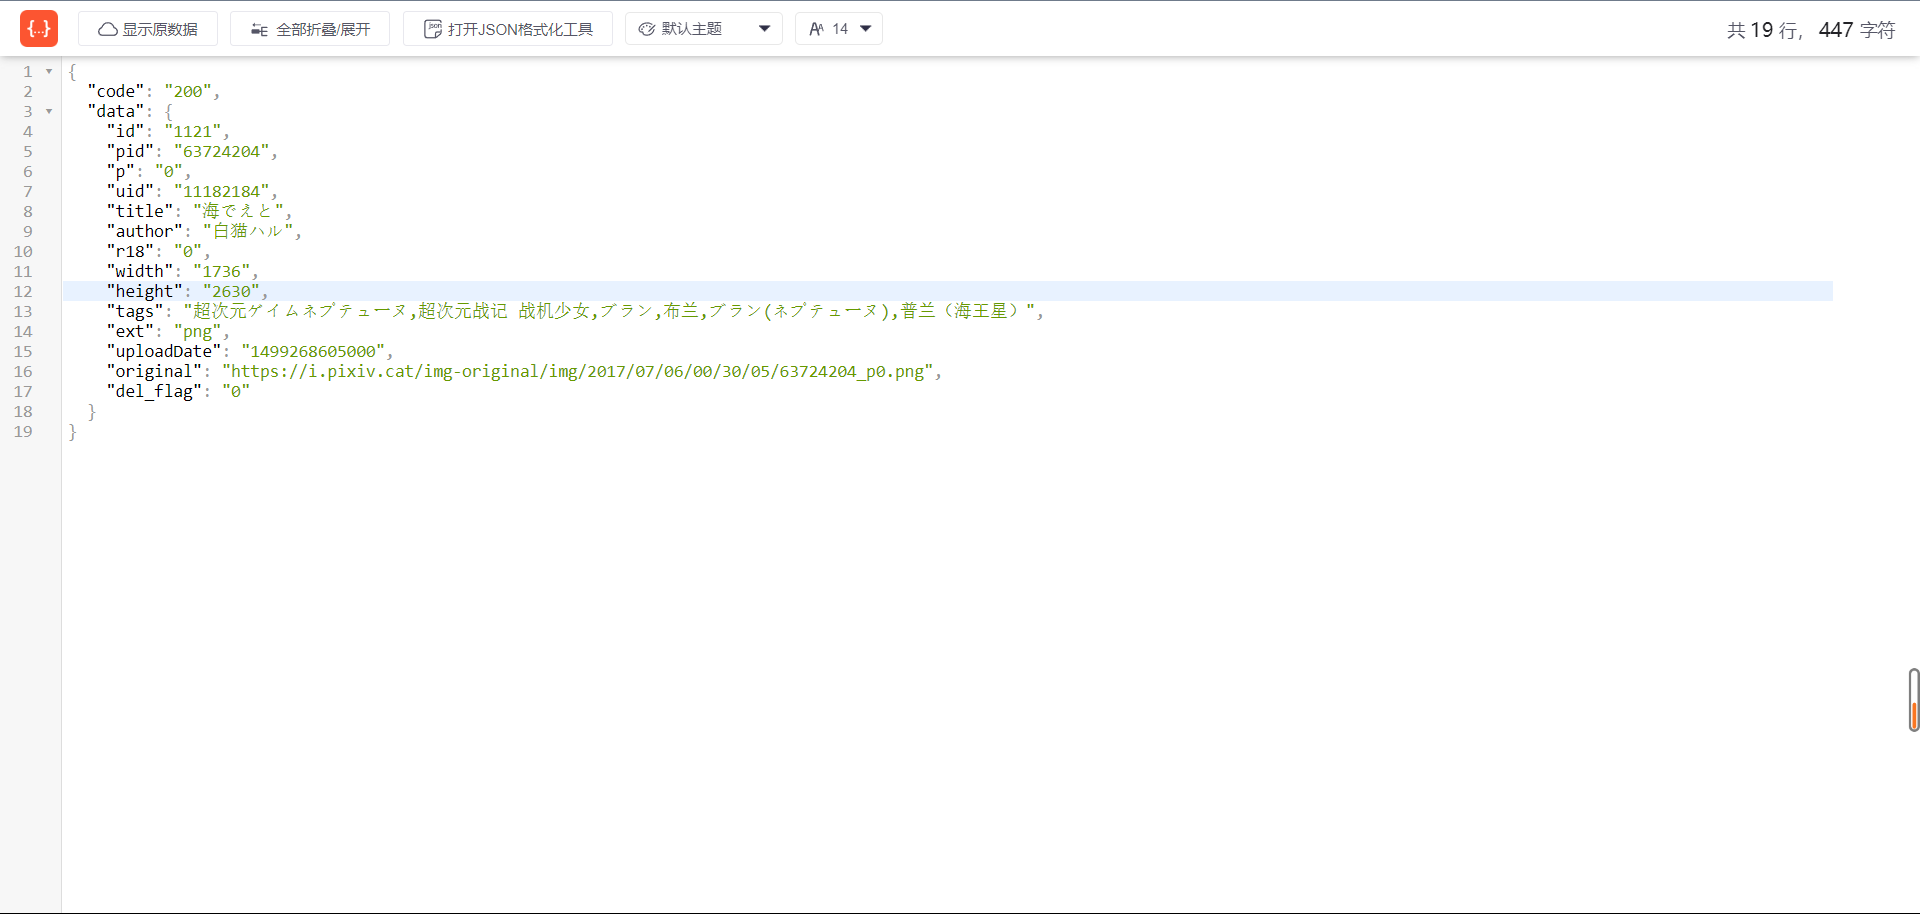 {...} 显示原数据 全部折叠/展开 打开JSON格式化工具 默认主题 AA 14 共 19 行， 447 字符
1 {
2 "code": "200",
3 "data": {
4 "id": "1121",
5 "pid": "63724204",
6 "p": "0",
7 "uid": "11182184",
8 "title": "海でえと",
9 "author": "白猫ハル",
10 "r18": "0",
11 "width": "1736",
12 "height": "2630",
13 "tags": "超次元ゲイムネプテューヌ,超次元战记 战机少女,ブラン,布兰,ブラン(ネプテューヌ),普兰（海王星）",
14 "ext": "png",
15 "uploadDate": "1499268605000",
16 "original": "https://i.pixiv.cat/img-original/img/2017/07/06/00/30/05/63724204_p0.png",
17 "del_flag": "0"
18 }
19 }